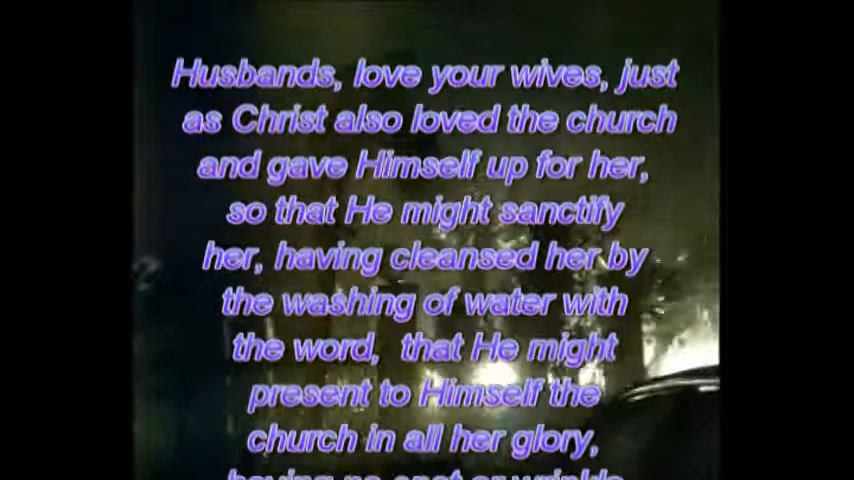 Husbands, love your wives, just
as Christ also loved the church
and gave Himself up for her,
so that He might sanctify
her, having cleansed her by
the washing of water with
the word,  that He might
present to Himself the
church in all her glory,
having no spot or wrinkle